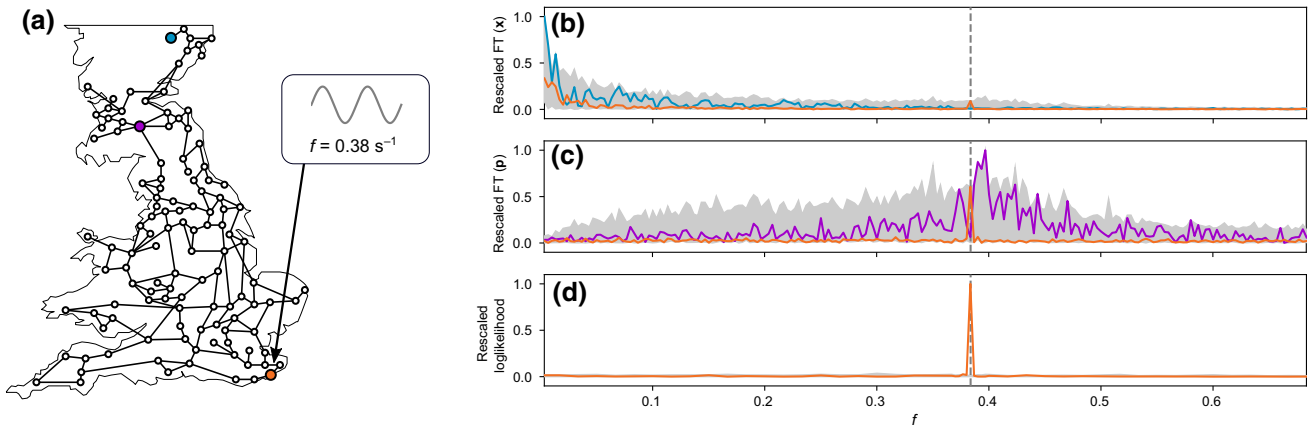 (a)
f = 0.38 s⁻¹
(b)
Rescaled FT (x)
1.0
0.5
0.0
(c)
Rescaled FT (p)
1.0
0.5
0.0
(d)
Rescaled
loglikelihood
1.0
0.5
0.0
0.1 0.2 0.3 0.4 0.5 0.6
f